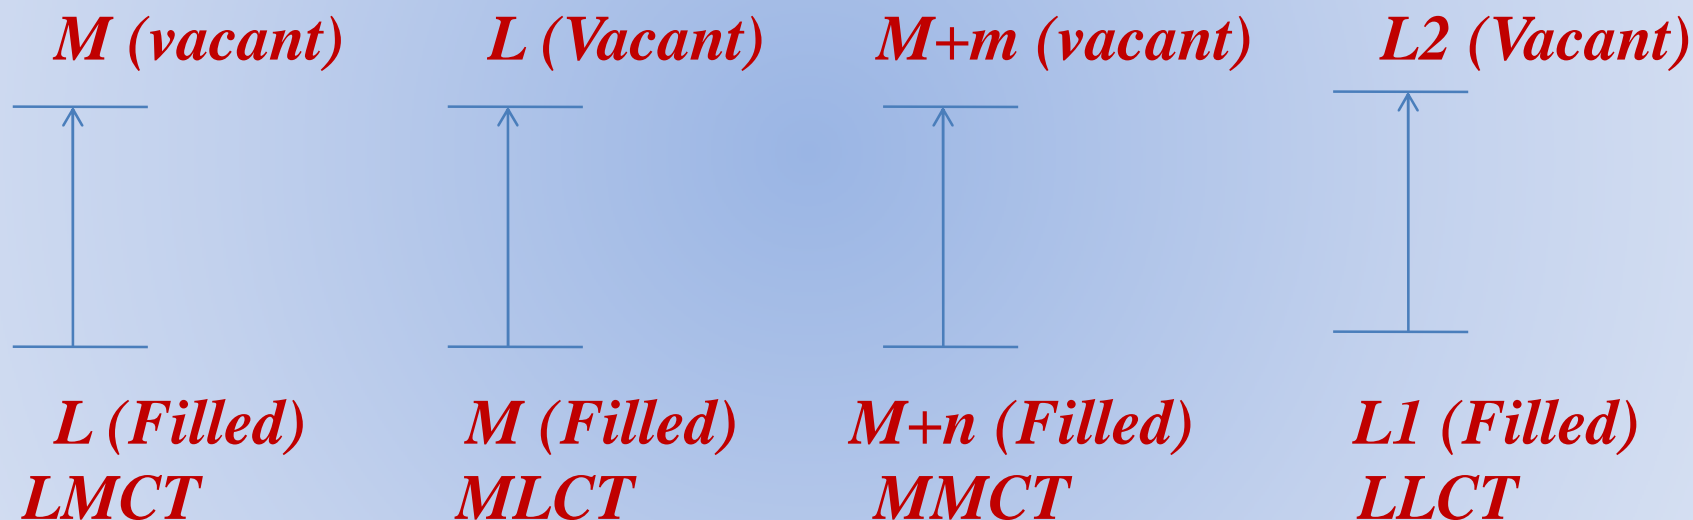 M (vacant) L (Vacant) M+m (vacant) L2 (Vacant)
L (Filled) M (Filled) M+n (Filled) L1 (Filled)
LMCT MLCT MMCT LLCT